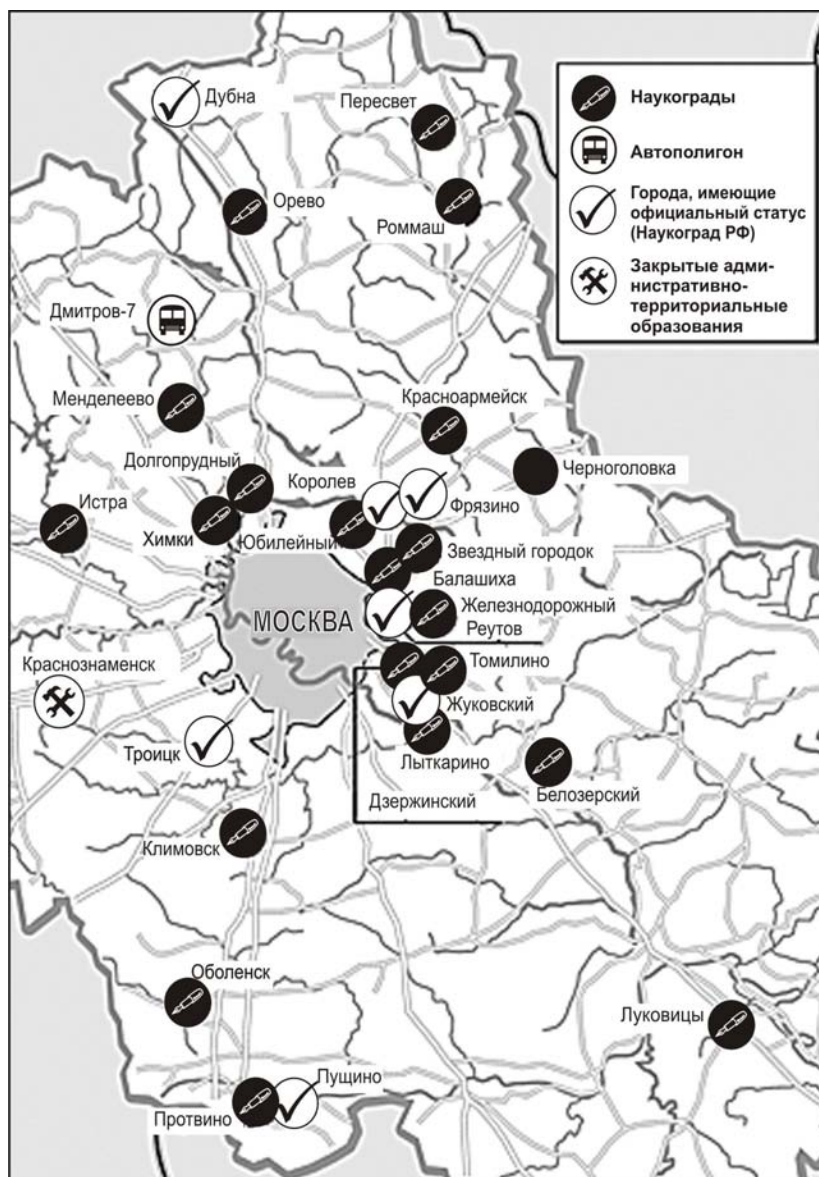 Дубна
Пересвет
Орево
Роммаш
Дмитров-7
Менделеево
Красноармейск
Долгопрудный
Королев
Черноголовка
Истра
Фрязино
Химки
Юбилейный
Звездный городок
Балашиха
МОСКВА
Железнодорожный
Реутов
Краснознаменск
Томилино
Жуковский
Троицк
Лыткарино
Дзержинский
Белозерский
Климовск
Оболенск
Луковицы
Пущино
Протвино
Наукограды
Автополигон
Города, имеющие
официальный статус
(Наукоград РФ)
Закрытые адми-
нистративно-
территориальные
образования